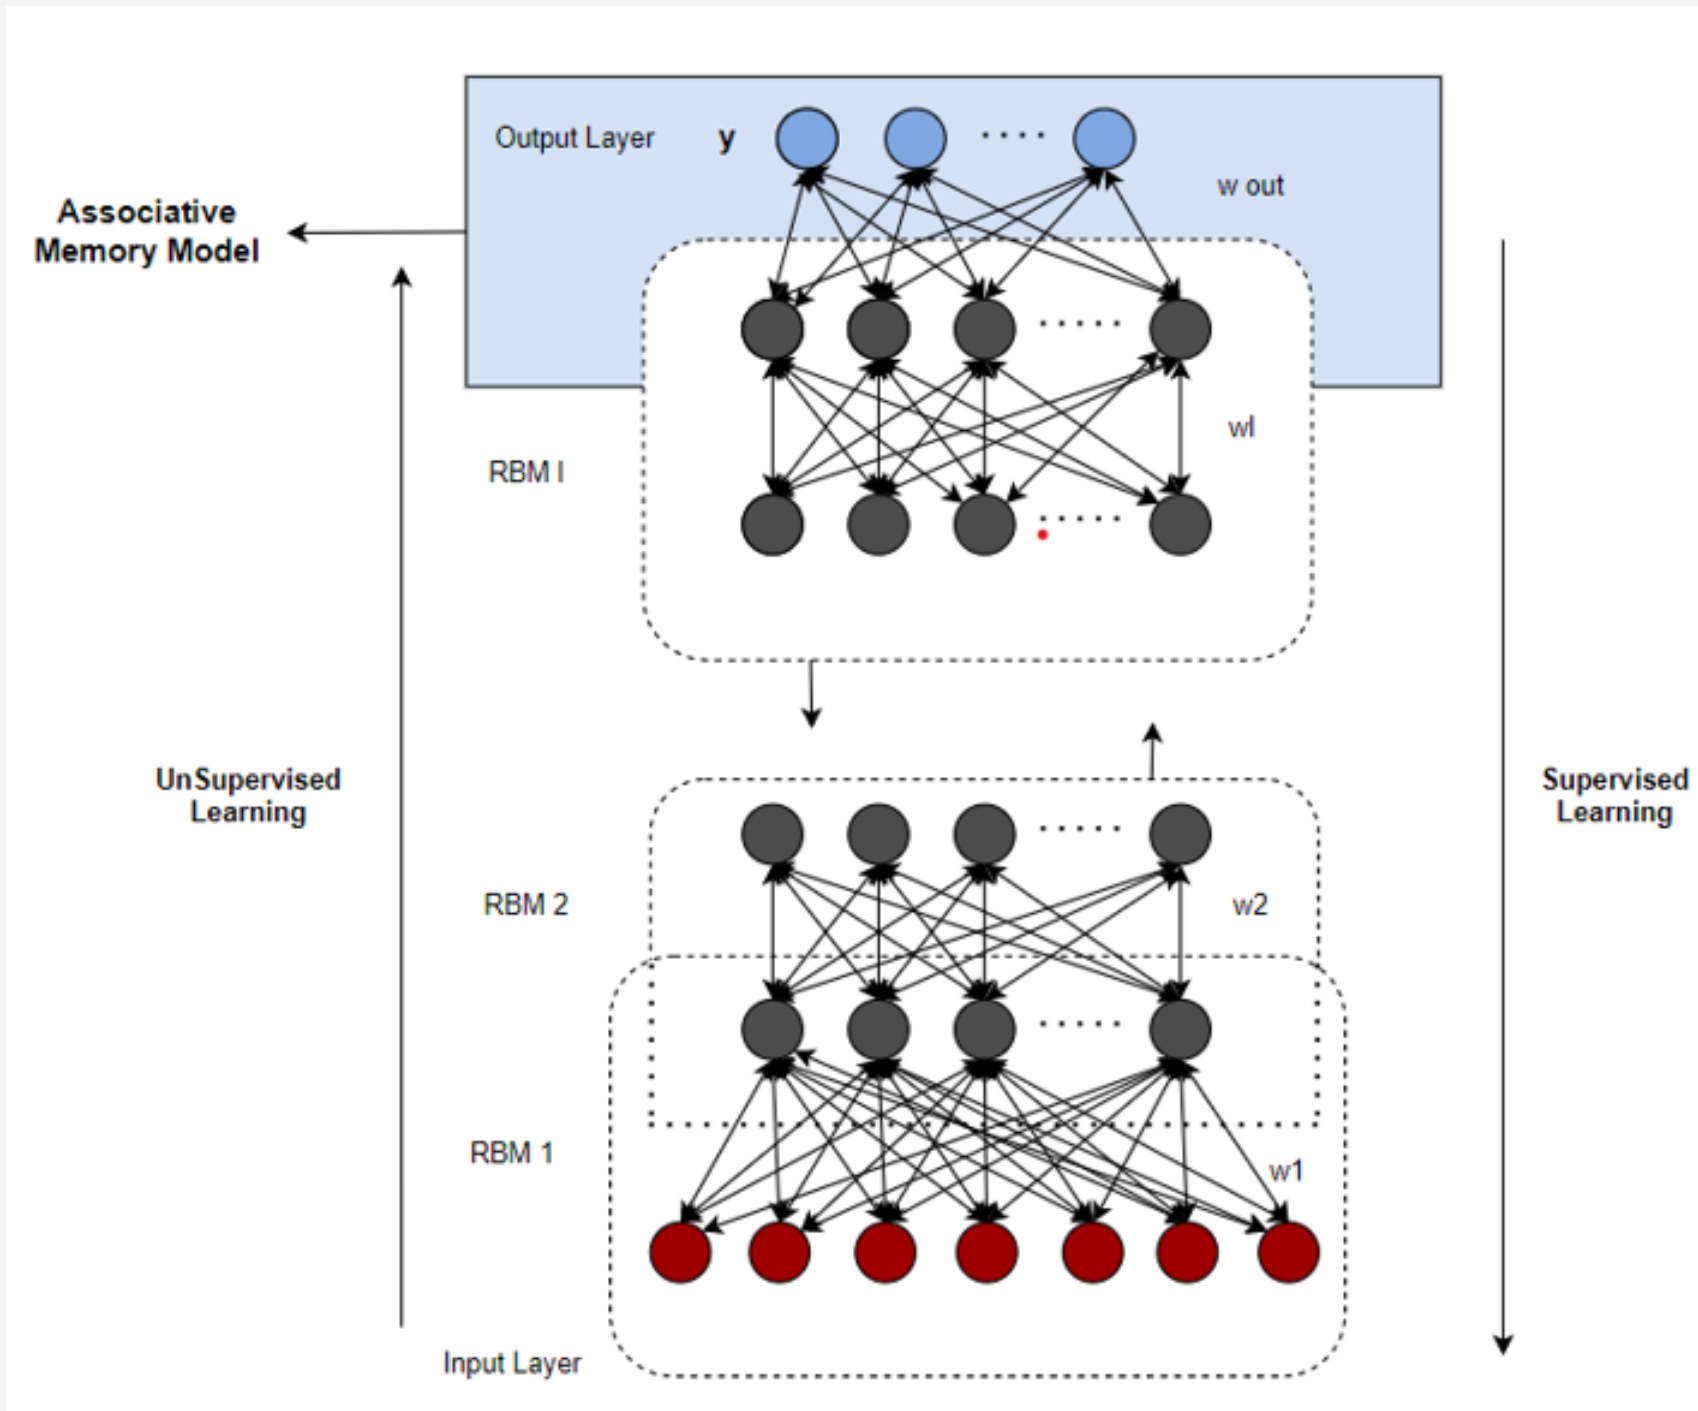 Output Layer y
w out
Associative
Memory Model
wl
RBM I
UnSupervised
Learning
Supervised
Learning
RBM 2
w2
RBM 1
w1
Input Layer